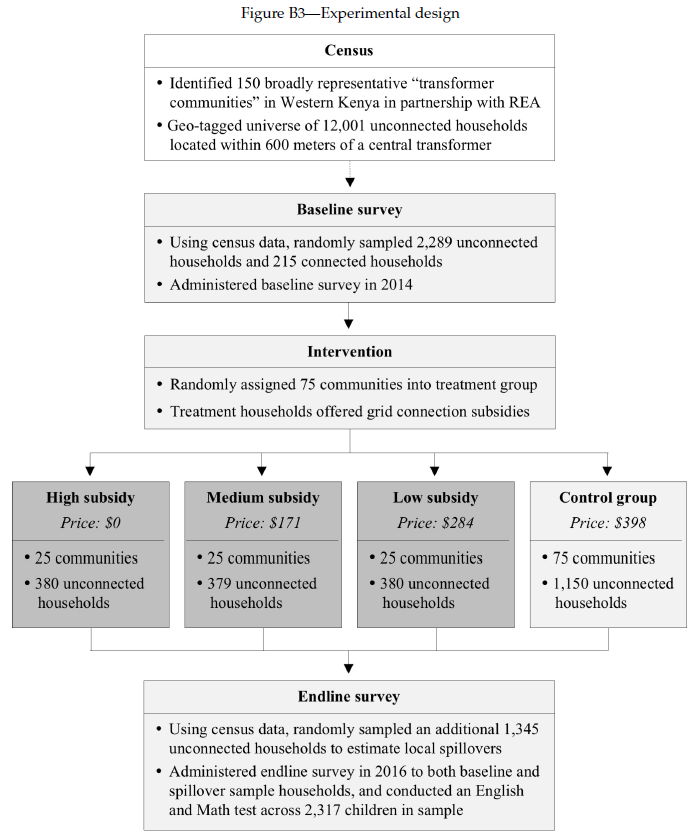 Figure B3—Experimental design
Census
• Identified 150 broadly representative “transformer
communities” in Western Kenya in partnership with REA
• Geo-tagged universe of 12,001 unconnected households
located within 600 meters of a central transformer
Baseline survey
• Using census data, randomly sampled 2,289 unconnected
households and 215 connected households
• Administered baseline survey in 2014
Intervention
• Randomly assigned 75 communities into treatment group
• Treatment households offered grid connection subsidies
High subsidy
Price: $0
• 25 communities
• 380 unconnected
households
Medium subsidy
Price: $171
• 25 communities
• 379 unconnected
households
Low subsidy
Price: $284
• 25 communities
• 380 unconnected
households
Control group
Price: $398
• 75 communities
• 1,150 unconnected
households
Endline survey
• Using census data, randomly sampled an additional 1,345
unconnected households to estimate local spillovers
• Administered endline survey in 2016 to both baseline and
spillover sample households, and conducted an English
and Math test across 2,317 children in sample